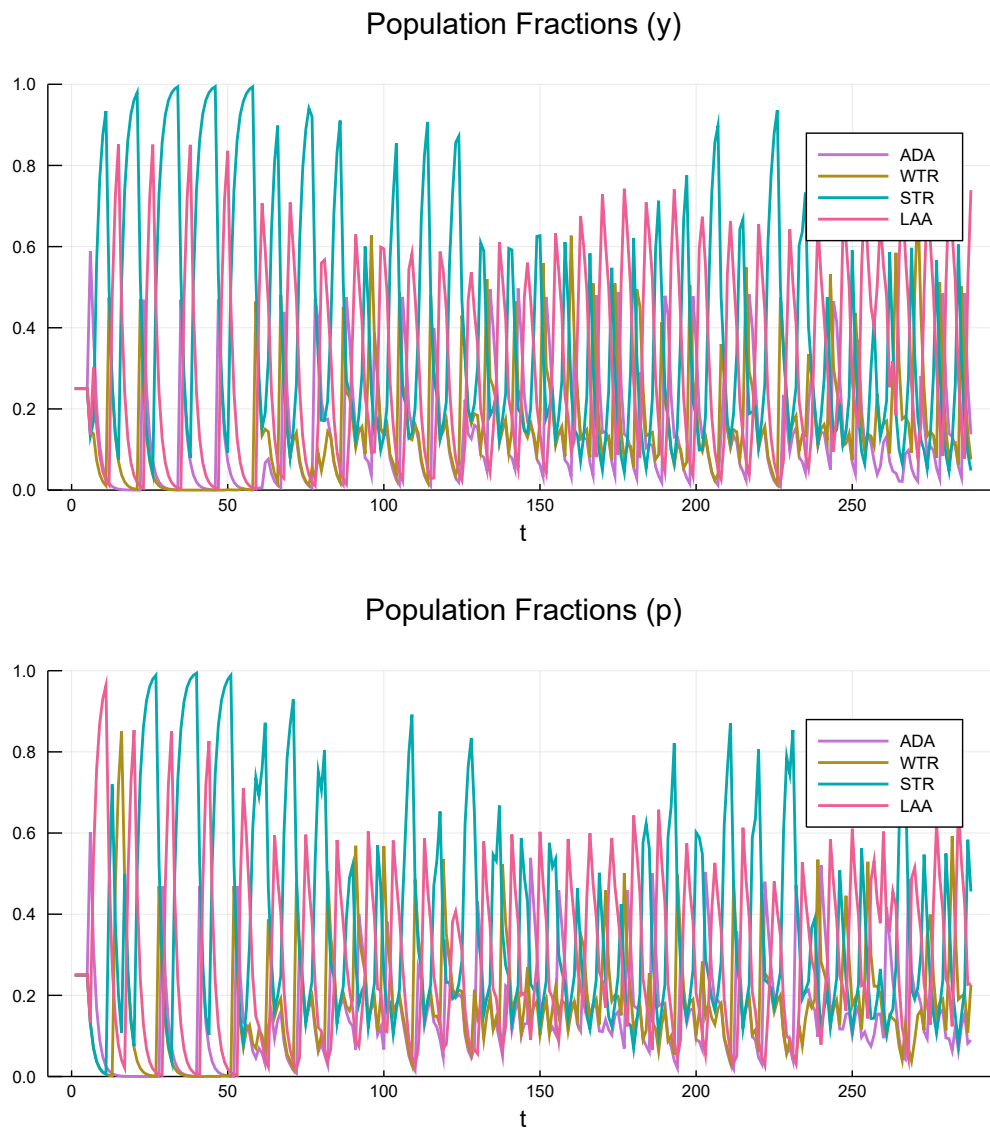 Population Fractions (y)
1.0
0.8
0.6
0.4
0.2
0.0
ADA
WTR
STR
LAA
0 50 100 150 200 250
t
Population Fractions (p)
1.0
0.8
0.6
0.4
0.2
0.0
ADA
WTR
STR
LAA
0 50 100 150 200 250
t